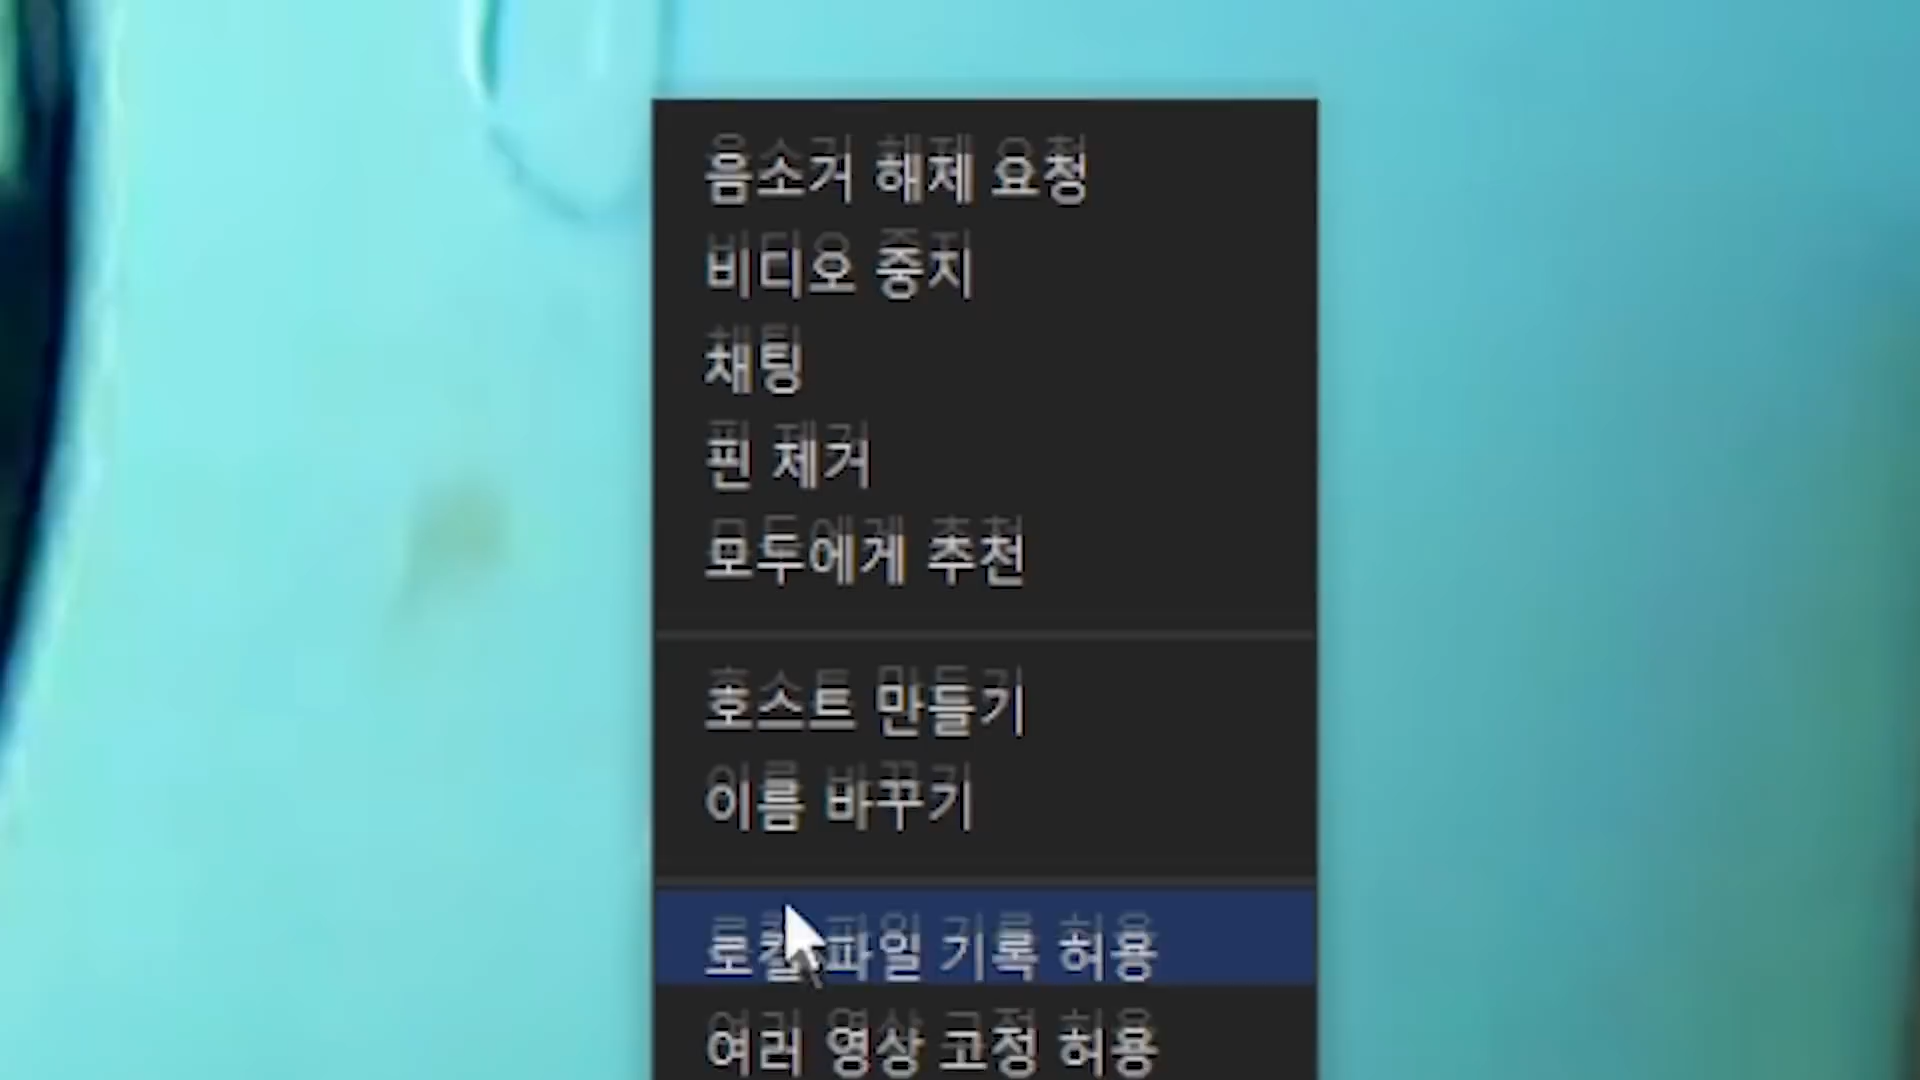 음소거 해제 요청
비디오 중지
채팅
핀 제거
모두에게 추천
호스트 만들기
이름 바꾸기
로컬 파일 기록 허용
여러 영상 고정 허용